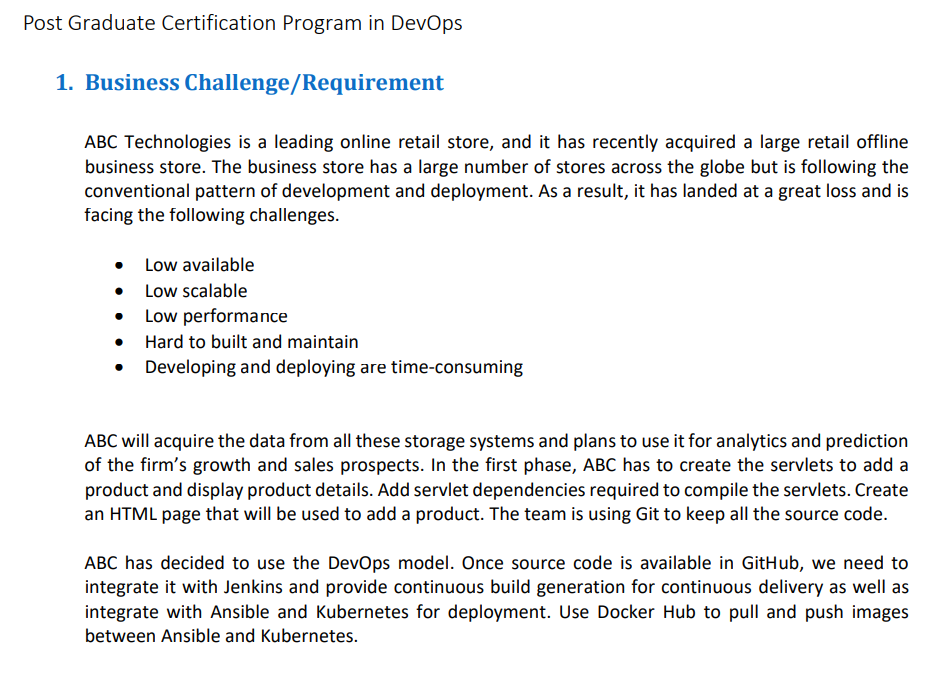 Post Graduate Certification Program in DevOps
1. Business Challenge/Requirement
ABC Technologies is a leading online retail store, and it has recently acquired a large retail offline
business store. The business store has a large number of stores across the globe but is following the
conventional pattern of development and deployment. As a result, it has landed at a great loss and is
facing the following challenges.
• Low available
• Low scalable
• Low performance
• Hard to built and maintain
• Developing and deploying are time-consuming
ABC will acquire the data from all these storage systems and plans to use it for analytics and prediction
of the firm’s growth and sales prospects. In the first phase, ABC has to create the servlets to add a
product and display product details. Add servlet dependencies required to compile the servlets. Create
an HTML page that will be used to add a product. The team is using Git to keep all the source code.
ABC has decided to use the DevOps model. Once source code is available in GitHub, we need to
integrate it with Jenkins and provide continuous build generation for continuous delivery as well as
integrate with Ansible and Kubernetes for deployment. Use Docker Hub to pull and push images
between Ansible and Kubernetes.